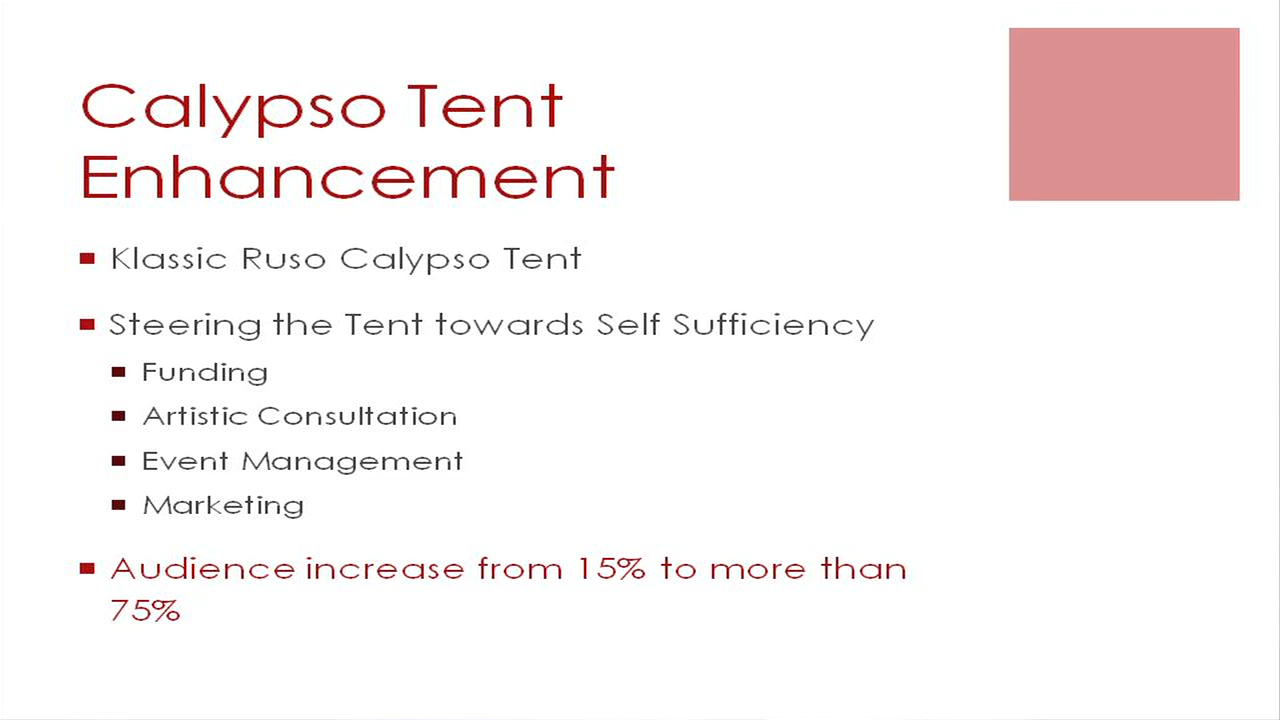 Calypso Tent
Enhancement
Klassic Ruso Calypso Tent
Steering the Tent towards Self Sufficiency
Funding
Artistic Consultation
Event Management
Marketing
Audience increase from 15% to more than
75%